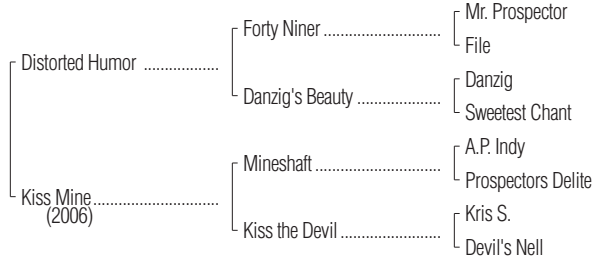 Mr. Prospector
Forty Niner ........................
File
Distorted Humor ..................
Danzig
Danzig's Beauty .................
Sweetest Chant
A.P. Indy
Mineshaft ..........................
Prospectors Delite
Kiss Mine ............................
(2006)
Kris S.
Kiss the Devil .....................
Devil's Nell